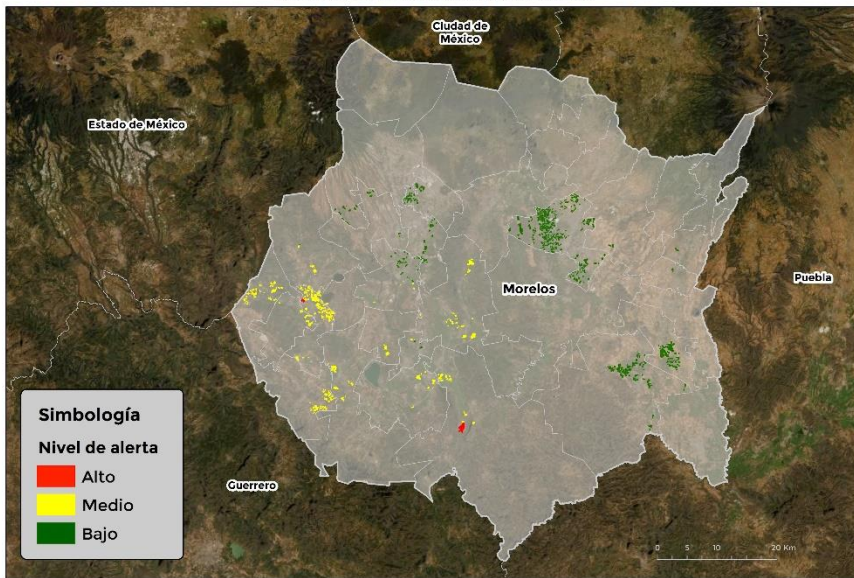 Ciudad de
México
Estado de México
Morelos
Puebla
Guerrero
Simbología
Nivel de alerta
Alto
Medio
Bajo
0 5 10 20 Km